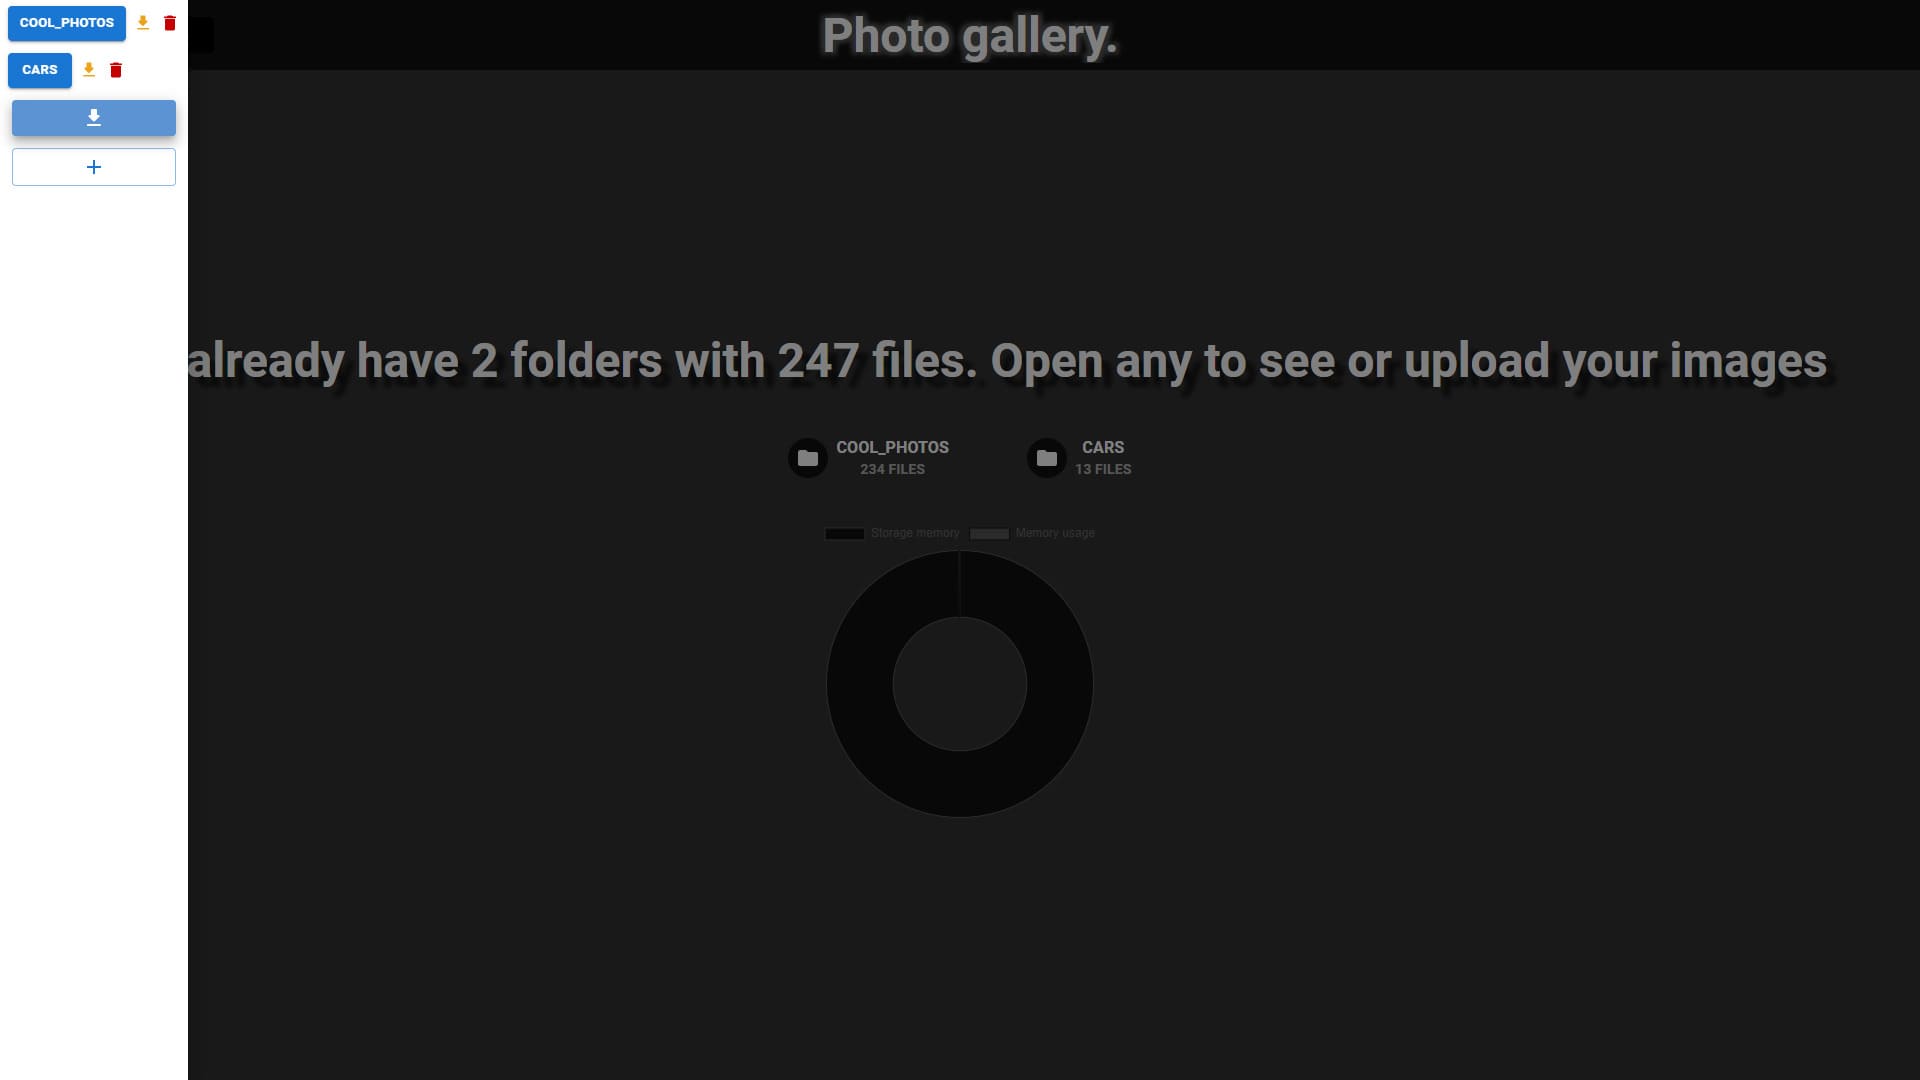 COOL_PHOTOS
CARS
Photo gallery.
already have 2 folders with 247 files. Open any to see or upload your images
COOL_PHOTOS
234 FILES
CARS
13 FILES
Storage memory
Memory usage